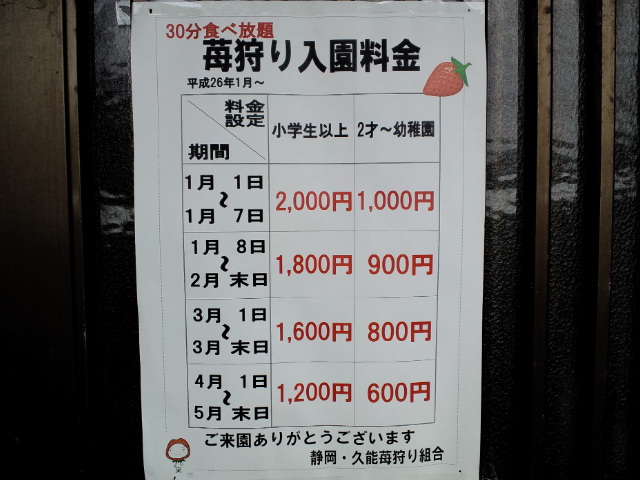 30分食べ放題
苺狩り入園料金
平成26年1月～
料金
設定
期間
小学生以上 2才～幼稚園
1月 1日
～
1月 7日
2,000円 1,000円
1月 8日
～
2月 末日
1,800円 900円
3月 1日
～
3月 末日
1,600円 800円
4月 1日
～
5月 末日
1,200円 600円
ご来園ありがとうございます
静岡・久能苺狩り組合